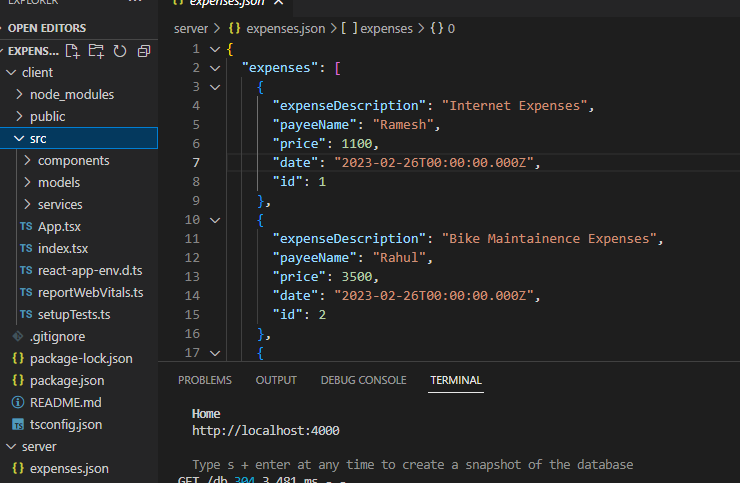 EXPLORER
expenses.json
OPEN EDITORS
EXPENS...
client
node_modules
public
src
components
models
services
TS App.tsx
TS index.tsx
TS react-app-env.d.ts
TS reportWebVitals.ts
TS setupTests.ts
.gitignore
{} package-lock.json
{} package.json
README.md
TS tsconfig.json
server
{} expenses.json
server > {} expenses.json > [ ] expenses > {} 0
1 {
2 "expenses": [
3 {
4 "expenseDescription": "Internet Expenses",
5 "payeeName": "Ramesh",
6 "price": 1100,
7 "date": "2023-02-26T00:00:00.000Z",
8 "id": 1
9 },
10 {
11 "expenseDescription": "Bike Maintainence Expenses",
12 "payeeName": "Rahul",
13 "price": 3500,
14 "date": "2023-02-26T00:00:00.000Z",
15 "id": 2
16 },
17 {
PROBLEMS OUTPUT DEBUG CONSOLE TERMINAL
Home
http://localhost:4000
Type s + enter at any time to create a snapshot of the database
GET /db 304 3.481 ms - -